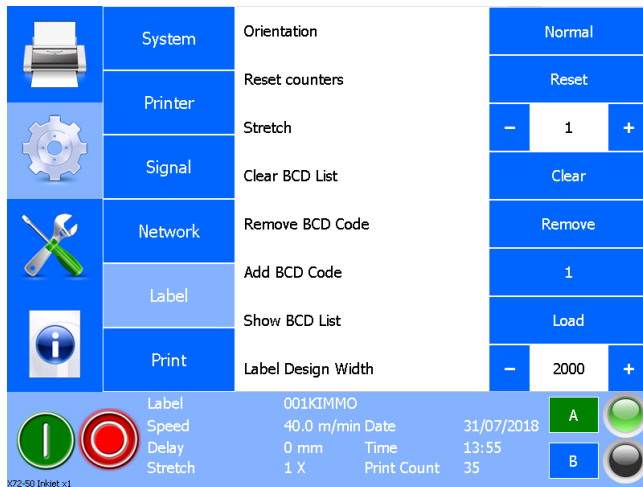 System
Printer
Signal
Network
Label
Print
Orientation Normal
Reset counters Reset
Stretch − 1 +
Clear BCD List Clear
Remove BCD Code Remove
Add BCD Code 1
Show BCD List Load
Label Design Width − 2000 +
Label 001KIMMO
Speed 40.0 m/min Date 31/07/2018
Delay 0 mm Time 13:55
Stretch 1 X Print Count 35
A
B
X72-50 Inkjet x1